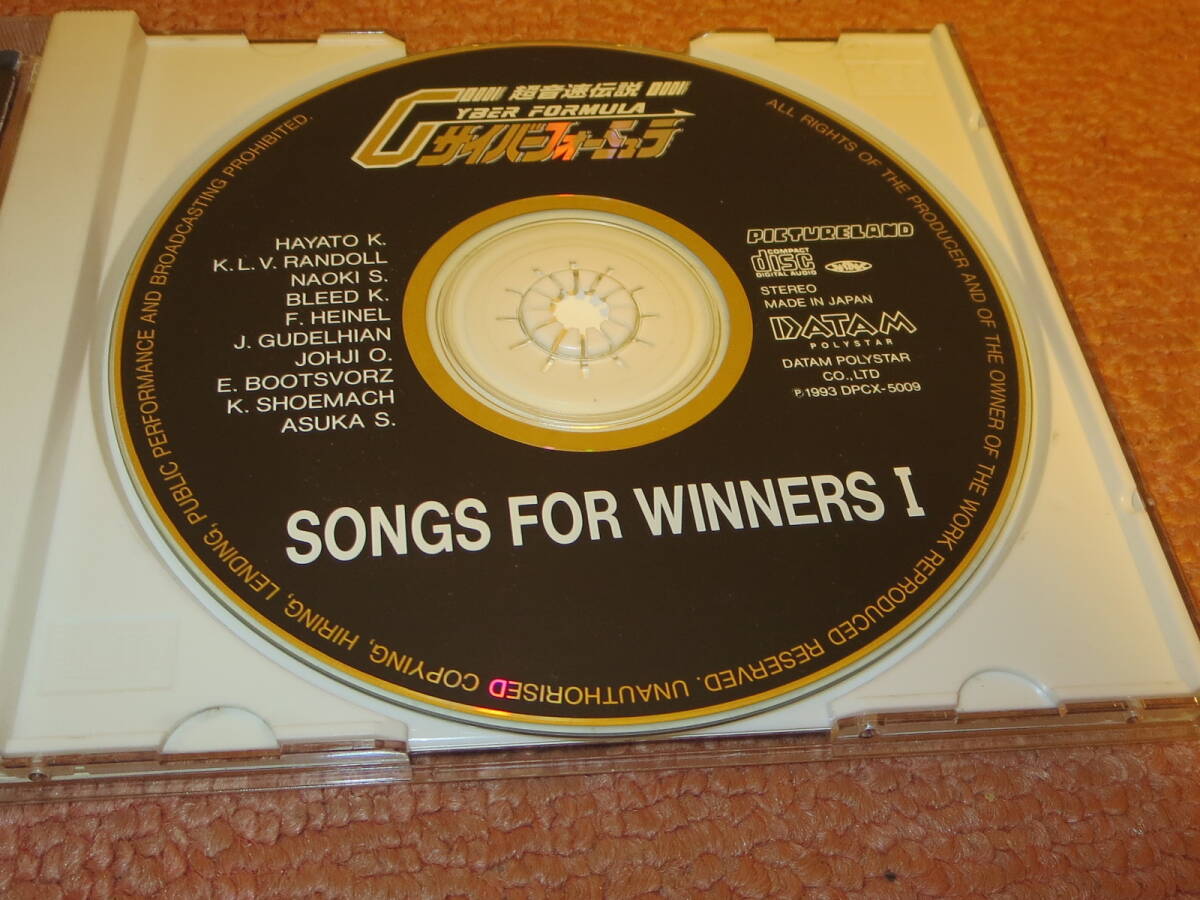 超音速伝説
CYBER FORMULA
サイバーフォーミュラ
HAYATO K.
K.L.V. RANDOLL
NAOKI S.
BLEED K.
F. HEINEL
J. GUDELHIAN
JOHJI O.
E. BOOTSVORZ
K. SHOEMACH
ASUKA S.
PICTURELAND
COMPACT
disc
DIGITAL AUDIO
STEREO
MADE IN JAPAN
DATAM
POLYSTAR
DATAM POLYSTAR
CO.,LTD
Ⓟ1993 DPCX-5009
SONGS FOR WINNERS I
ALL RIGHTS OF THE PRODUCER AND OF THE OWNER OF THE WORK REPRODUCED RESERVED. UNAUTHORISED COPYING, HIRING, LENDING, PUBLIC PERFORMANCE AND BROADCASTING PROHIBITED.